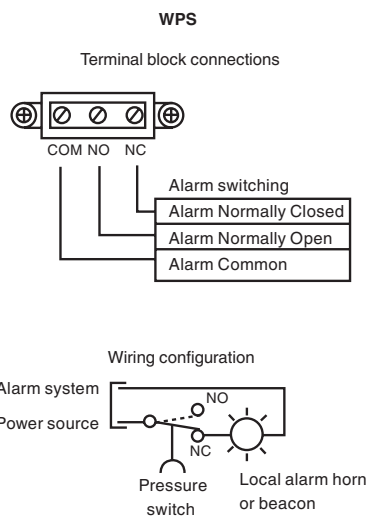 WPS
Terminal block connections
COM NO NC
Alarm switching
Alarm Normally Closed
Alarm Normally Open
Alarm Common
Wiring configuration
Alarm system
NO
Power source
NC
Pressure
switch
Local alarm horn
or beacon